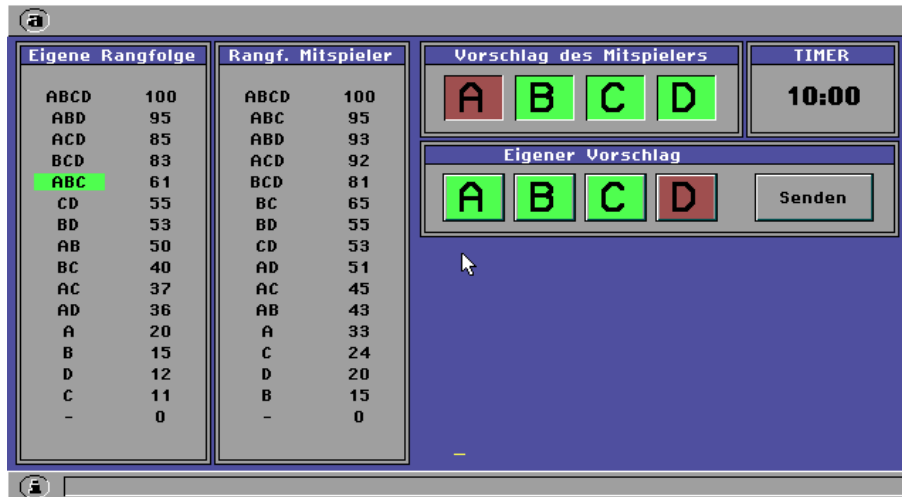 a
Eigene Rangfolge
ABCD 100
ABD 95
ACD 85
BCD 83
ABC 61
CD 55
BD 53
AB 50
BC 40
AC 37
AD 36
A 20
B 15
D 12
C 11
- 0
Rangf. Mitspieler
ABCD 100
ABC 95
ABD 93
ACD 92
BCD 81
BC 65
BD 55
CD 53
AD 51
AC 45
AB 43
A 33
C 24
D 20
B 15
- 0
Vorschlag des Mitspielers
A B C D
TIMER
10:00
Eigener Vorschlag
A B C D
Senden
i